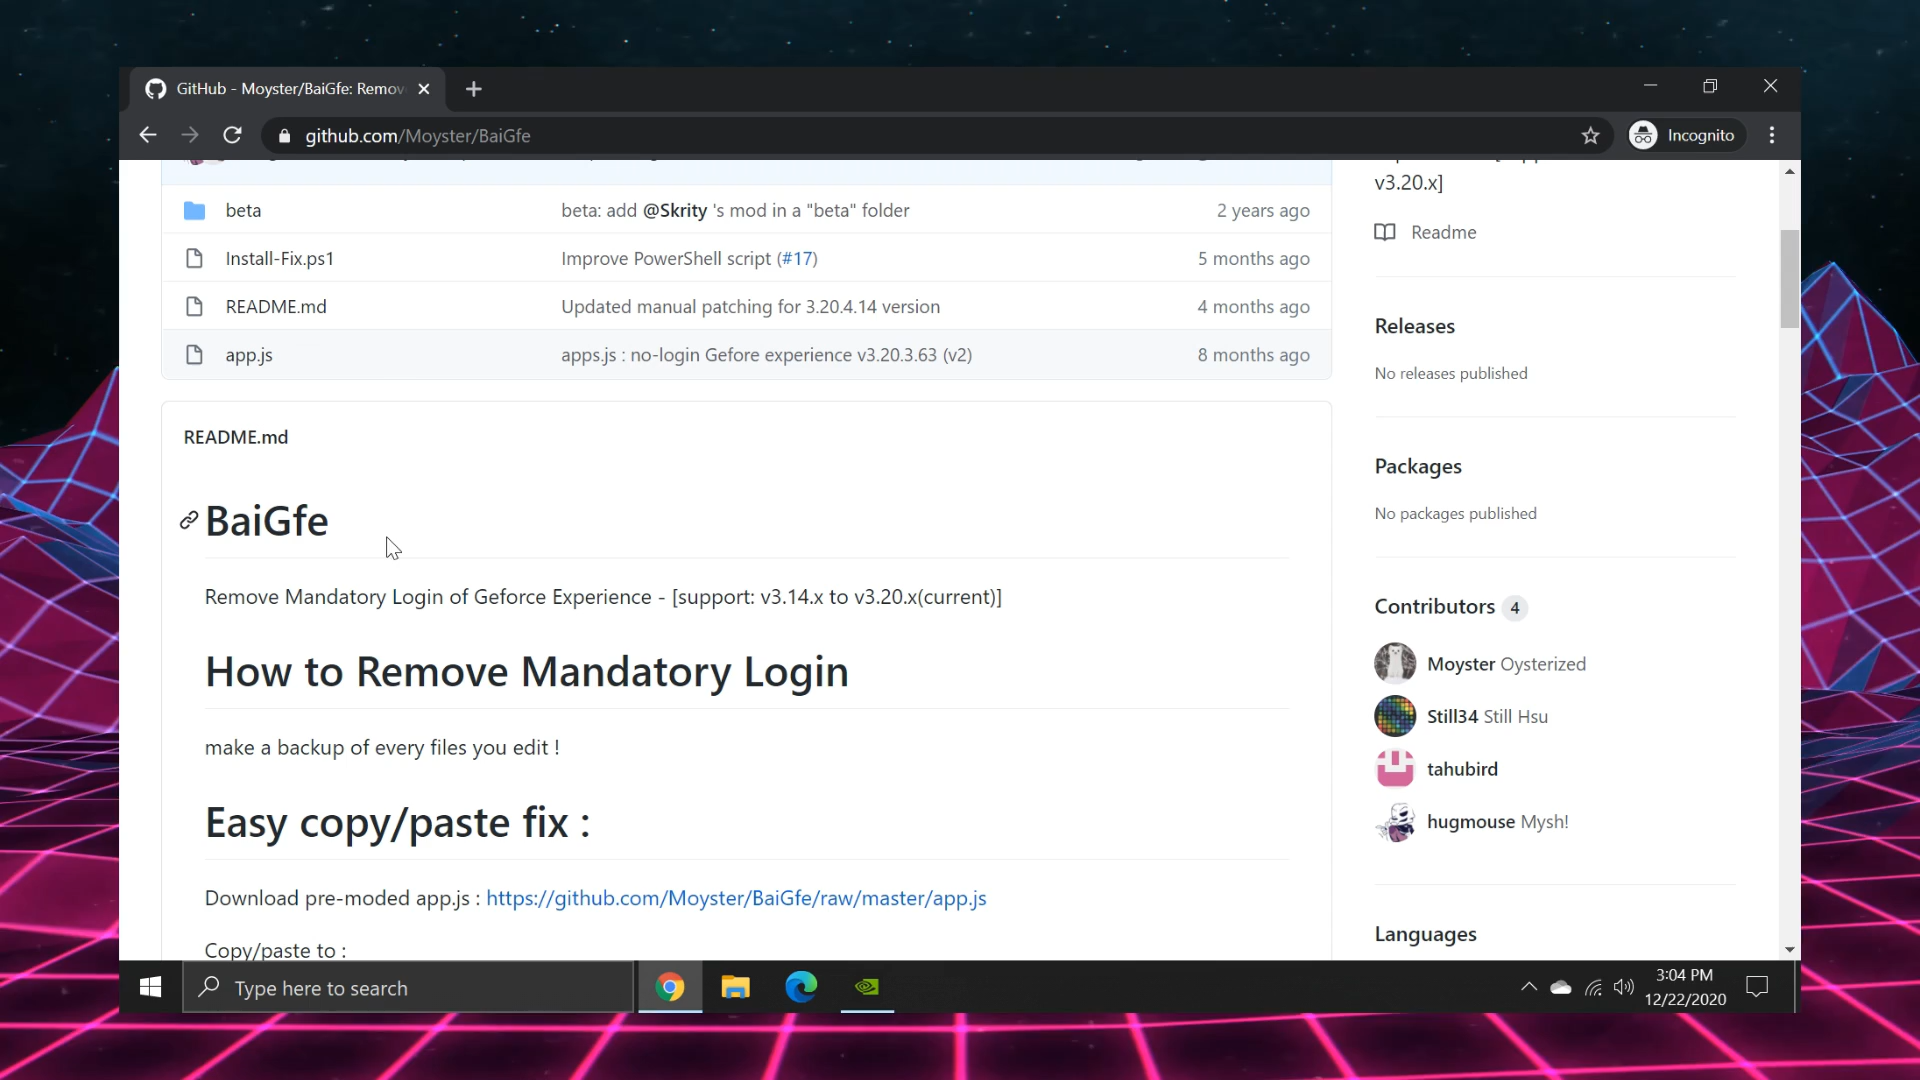 GitHub - Moyster/BaiGfe: Remov
github.com/Moyster/BaiGfe
Incognito
beta
beta: add @Skrity 's mod in a "beta" folder
2 years ago
Install-Fix.ps1
Improve PowerShell script (#17)
5 months ago
README.md
Updated manual patching for 3.20.4.14 version
4 months ago
app.js
apps.js : no-login Gefore experience v3.20.3.63 (v2)
8 months ago
README.md
BaiGfe
Remove Mandatory Login of Geforce Experience - [support: v3.14.x to v3.20.x(current)]
How to Remove Mandatory Login
make a backup of every files you edit !
Easy copy/paste fix :
Download pre-moded app.js : https://github.com/Moyster/BaiGfe/raw/master/app.js
Copy/paste to :
v3.20.x]
Readme
Releases
No releases published
Packages
No packages published
Contributors 4
Moyster Oysterized
Still34 Still Hsu
tahubird
hugmouse Mysh!
Languages
Type here to search
3:04 PM
12/22/2020